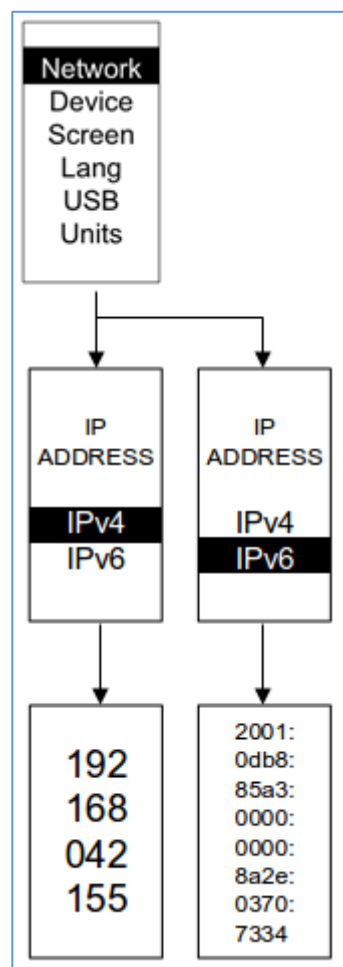 Network
Device
Screen
Lang
USB
Units
IP
ADDRESS
IPv4
IPv6
IP
ADDRESS
IPv4
IPv6
192
168
042
155
2001:
0db8:
85a3:
0000:
0000:
8a2e:
0370:
7334